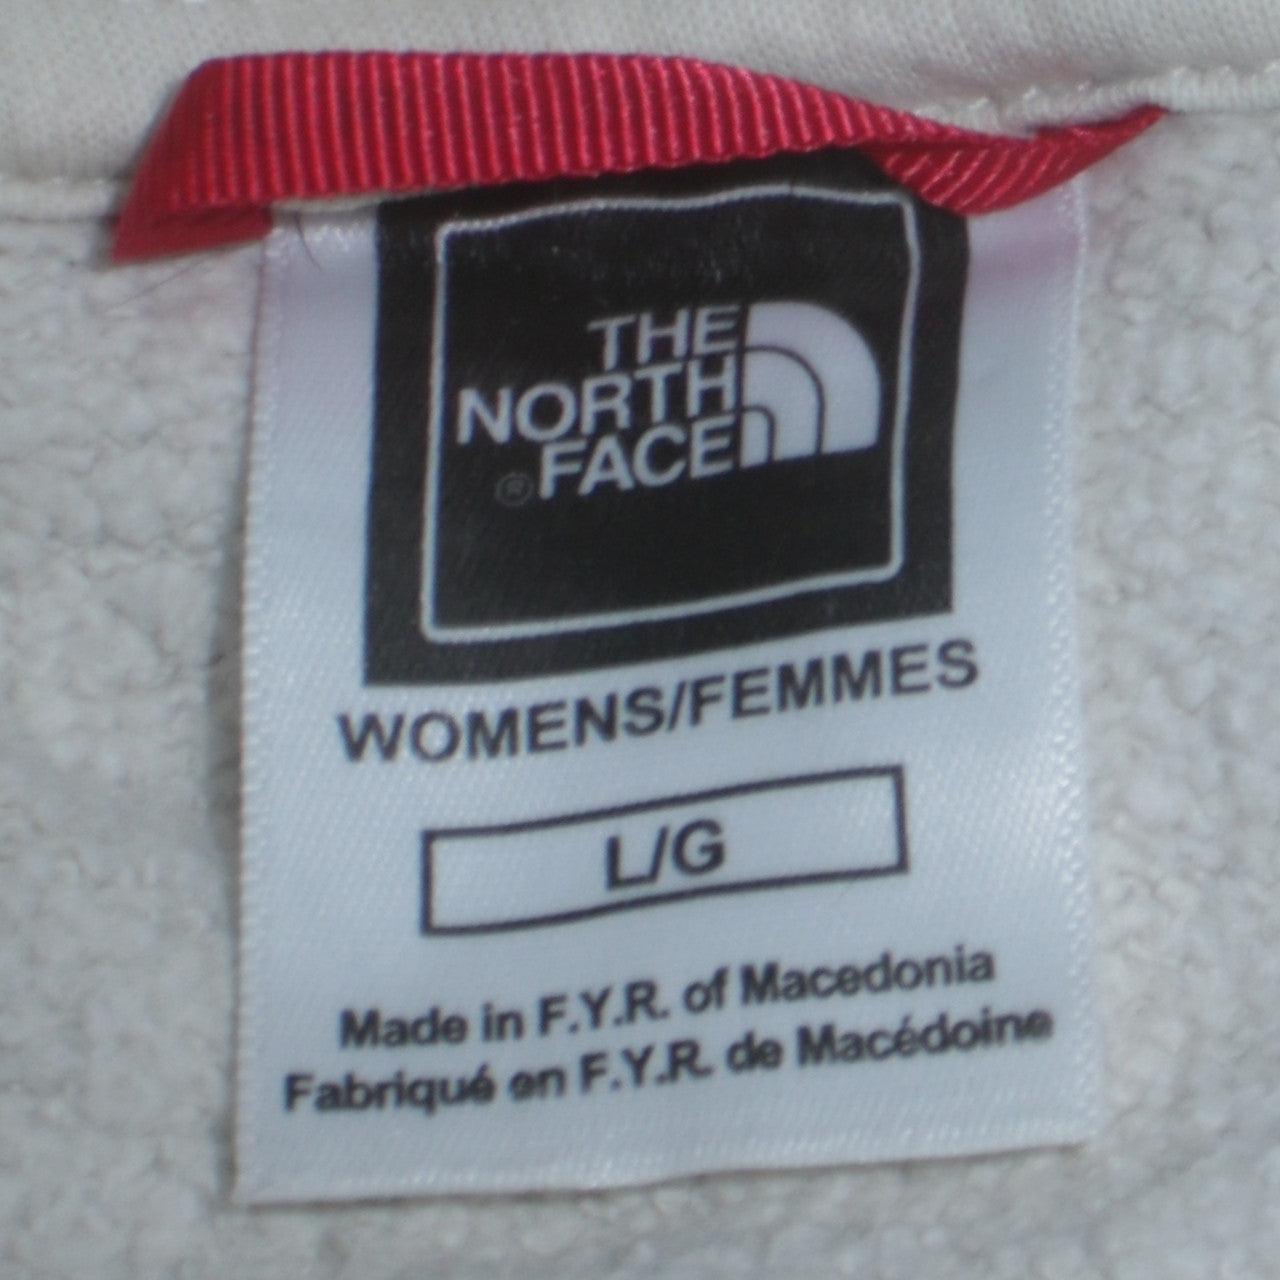 THE
NORTH
FACE
®
WOMENS/FEMMES
L/G
Made in F.Y.R. of Macedonia
Fabriqué en F.Y.R. de Macédoine